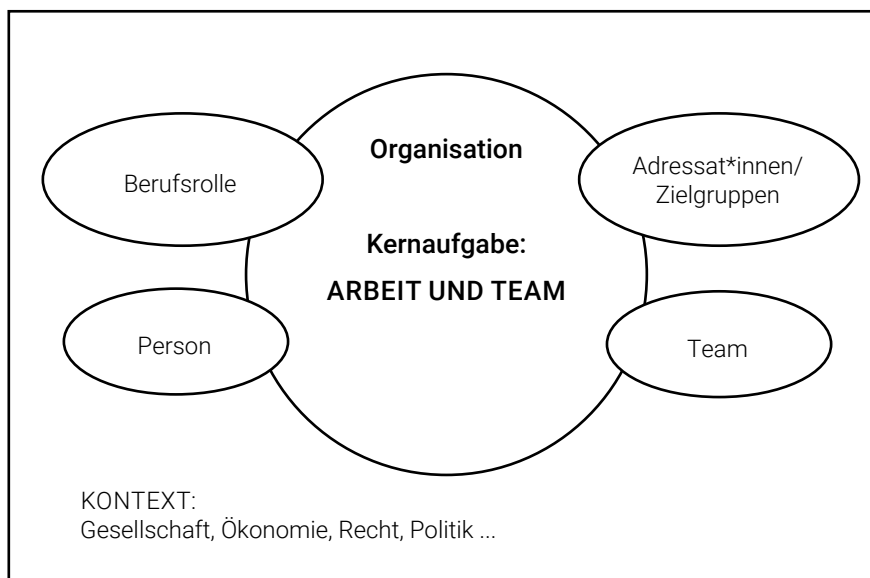 Organisation
Berufsrolle
Adressat*innen/
Zielgruppen
Kernaufgabe:
ARBEIT UND TEAM
Person
Team
KONTEXT:
Gesellschaft, Ökonomie, Recht, Politik ...